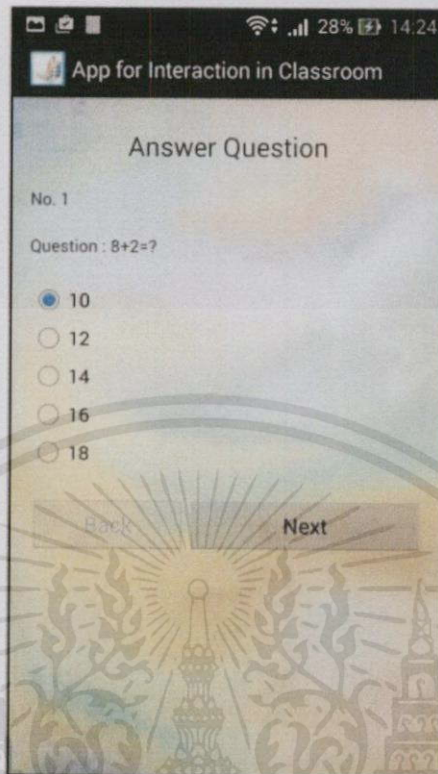 28% 14:24
App for Interaction in Classroom
Answer Question
No. 1
Question : 8+2=?
10
12
14
16
18
Back Next